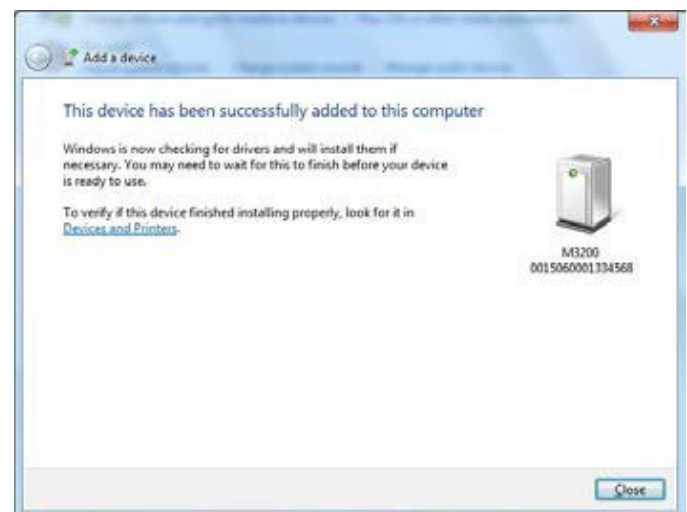 Add a device
This device has been successfully added to this computer
Windows is now checking for drivers and will install them if
necessary. You may need to wait for this to finish before your device
is ready to use.
To verify if this device finished installing properly, look for it in
Devices and Printers.
M3200
0015060001334568
Close